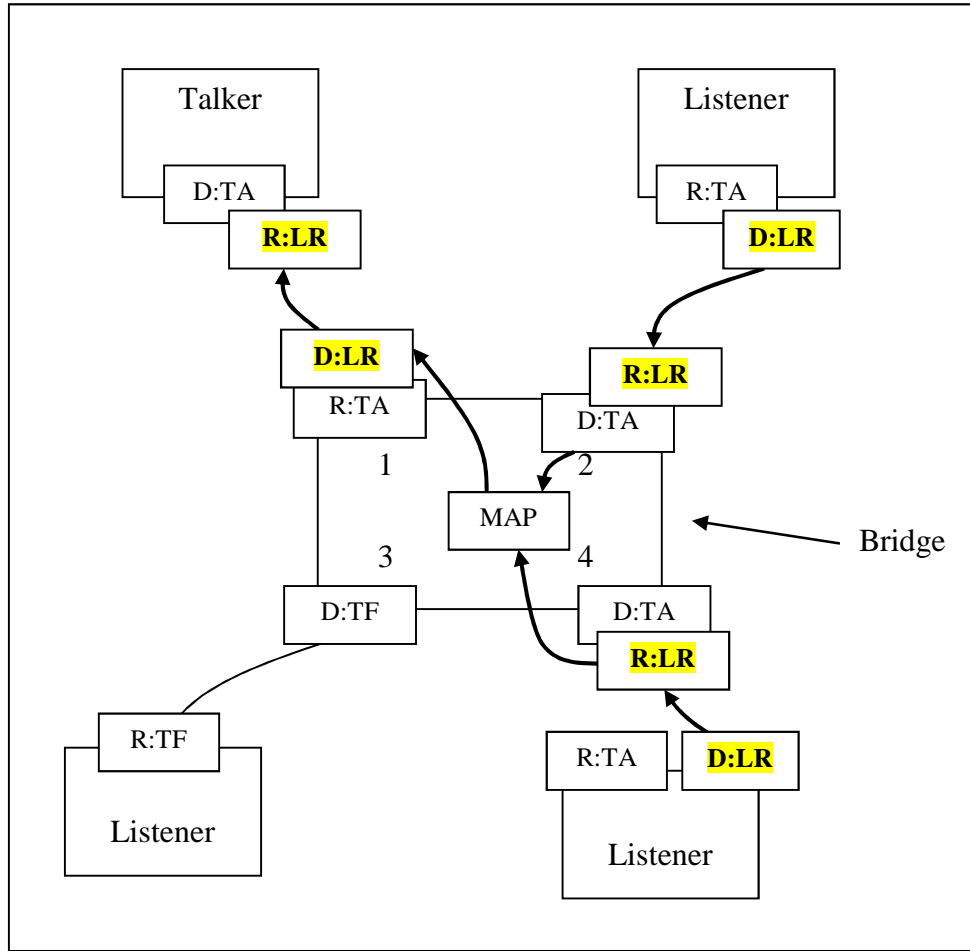 Talker
Listener
D:TA
R:TA
R:LR
D:LR
D:LR
R:LR
R:TA
D:TA
1
2
MAP
Bridge
3
4
D:TF
D:TA
R:LR
R:TF
R:TA
D:LR
Listener
Listener